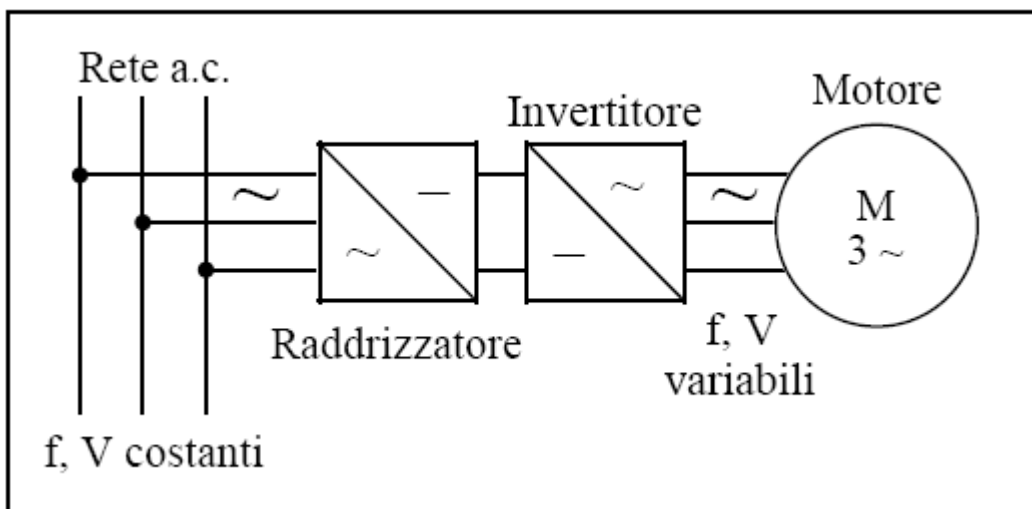 Rete a.c.
Invertitore
Motore
~
–
~
~
–
~
M
3 ~
Raddrizzatore
f, V
variabili
f, V costanti